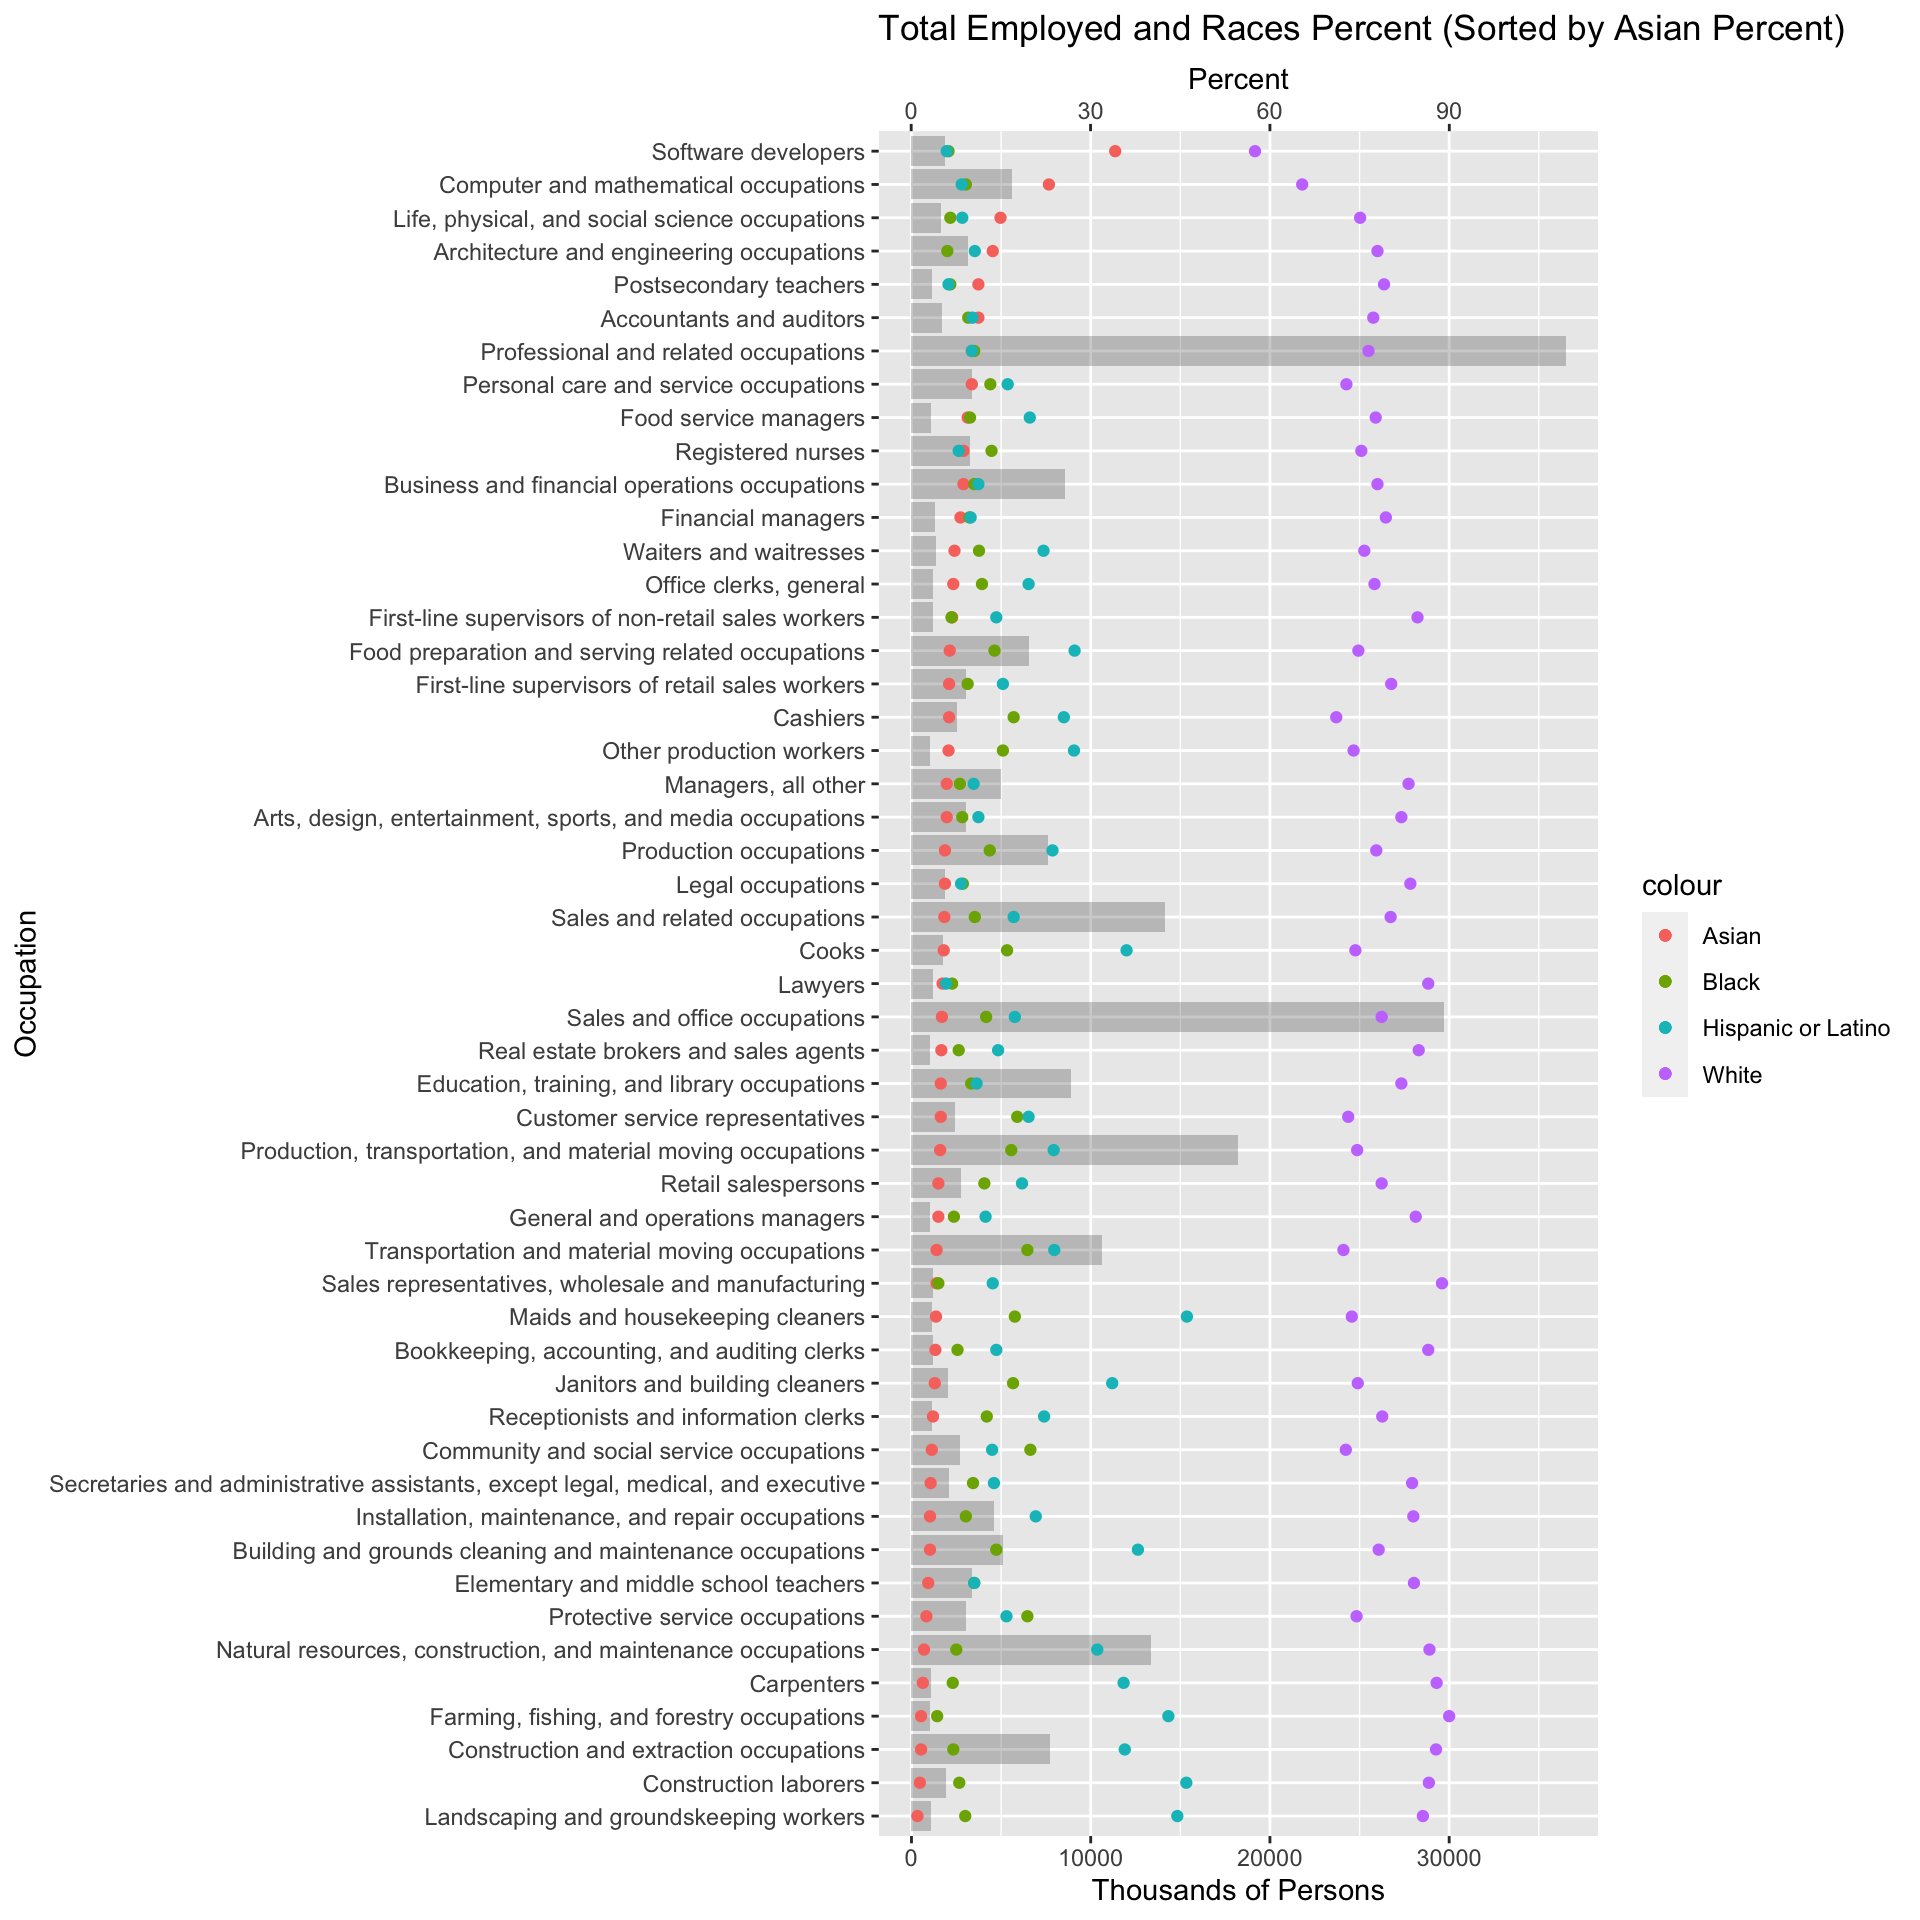 Total Employed and Races Percent (Sorted by Asian Percent)
Percent
0 30 60 90
Software developers
Computer and mathematical occupations
Life, physical, and social science occupations
Architecture and engineering occupations
Postsecondary teachers
Accountants and auditors
Professional and related occupations
Personal care and service occupations
Food service managers
Registered nurses
Business and financial operations occupations
Financial managers
Waiters and waitresses
Office clerks, general
First-line supervisors of non-retail sales workers
Food preparation and serving related occupations
First-line supervisors of retail sales workers
Cashiers
Other production workers
Managers, all other
Arts, design, entertainment, sports, and media occupations
Production occupations
Legal occupations
Sales and related occupations
Cooks
Lawyers
Sales and office occupations
Real estate brokers and sales agents
Education, training, and library occupations
Customer service representatives
Production, transportation, and material moving occupations
Retail salespersons
General and operations managers
Transportation and material moving occupations
Sales representatives, wholesale and manufacturing
Maids and housekeeping cleaners
Bookkeeping, accounting, and auditing clerks
Janitors and building cleaners
Receptionists and information clerks
Community and social service occupations
Secretaries and administrative assistants, except legal, medical, and executive
Installation, maintenance, and repair occupations
Building and grounds cleaning and maintenance occupations
Elementary and middle school teachers
Protective service occupations
Natural resources, construction, and maintenance occupations
Carpenters
Farming, fishing, and forestry occupations
Construction and extraction occupations
Construction laborers
Landscaping and groundskeeping workers
0 10000 20000 30000
Thousands of Persons
Occupation
colour
Asian
Black
Hispanic or Latino
White